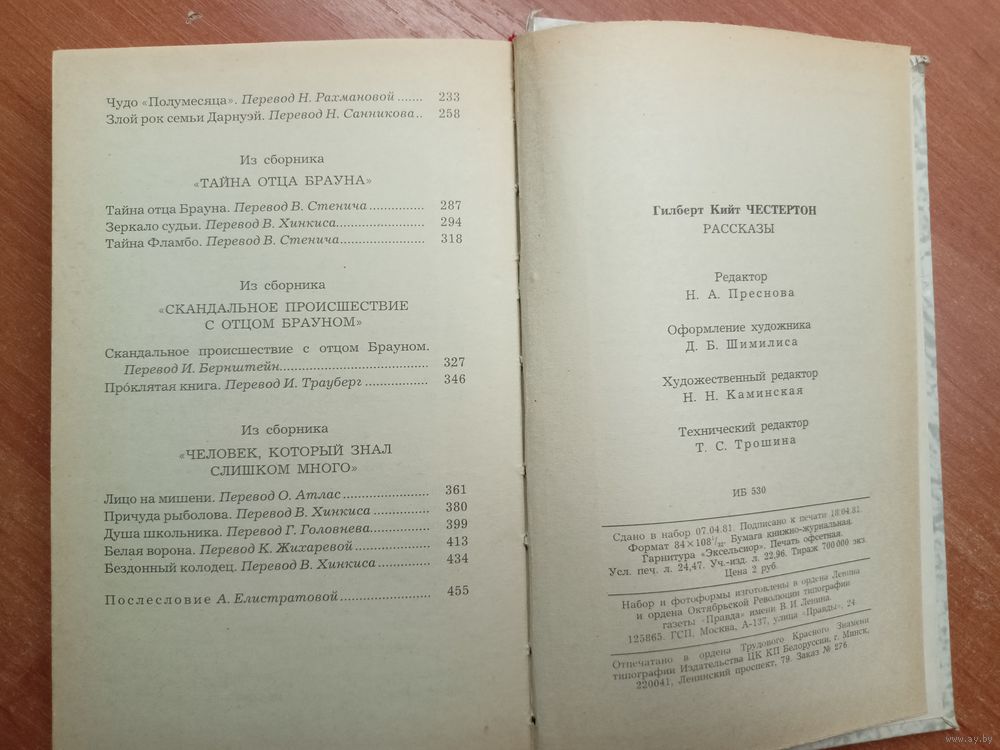 Чудо «Полумесяца». Перевод Н. Рахмановой ....... 233
Злой рок семьи Дарнуэй. Перевод Н. Санникова .. 258
Из сборника
«ТАЙНА ОТЦА БРАУНА»
Тайна отца Брауна. Перевод В. Стенича ............... 287
Зеркало судьи. Перевод В. Хинкиса ................ 294
Тайна Фламбо. Перевод В. Стенича ................ 318
Из сборника
«СКАНДАЛЬНОЕ ПРОИСШЕСТВИЕ
С ОТЦОМ БРАУНОМ»
Скандальное происшествие с отцом Брауном.
Перевод И. Бернштейн ........................... 327
Проклятая книга. Перевод И. Трауберг ............ 346
Из сборника
«ЧЕЛОВЕК, КОТОРЫЙ ЗНАЛ
СЛИШКОМ МНОГО»
Лицо на мишени. Перевод О. Атлас ............... 361
Причуда рыболова. Перевод В. Хинкиса ........... 380
Душа школьника. Перевод Г. Головнева ........... 399
Белая ворона. Перевод К. Жихаревой ............. 413
Бездонный колодец. Перевод В. Хинкиса .......... 434
Послесловие А. Елистратовой .................... 455
Гилберт Кийт ЧЕСТЕРТОН
РАССКАЗЫ
Редактор
Н. А. Преснова
Оформление художника
Д. Б. Шимилиса
Художественный редактор
Н. Н. Каминская
Технический редактор
Т. С. Трошина
ИБ 530
Сдано в набор 07.04.81. Подписано к печати 18.04.81.
Формат 84×108¹/₃₂. Бумага книжно-журнальная.
Гарнитура «Эксельсиор». Печать офсетная.
Усл. печ. л. 24,47. Уч.-изд. л. 22,96. Тираж 700 000 экз.
Цена 2 руб.
Набор и фотоформы изготовлены в ордена Ленина
и ордена Октябрьской Революции типографии
газеты «Правда» имени В. И. Ленина.
125865. ГСП, Москва, А-137, улица «Правды», 24.
Отпечатано в ордена Трудового Красного Знамени
типографии Издательства ЦК КП Белоруссии, г. Минск,
220041, Ленинский проспект, 79. Заказ № 276.
www.ay.by